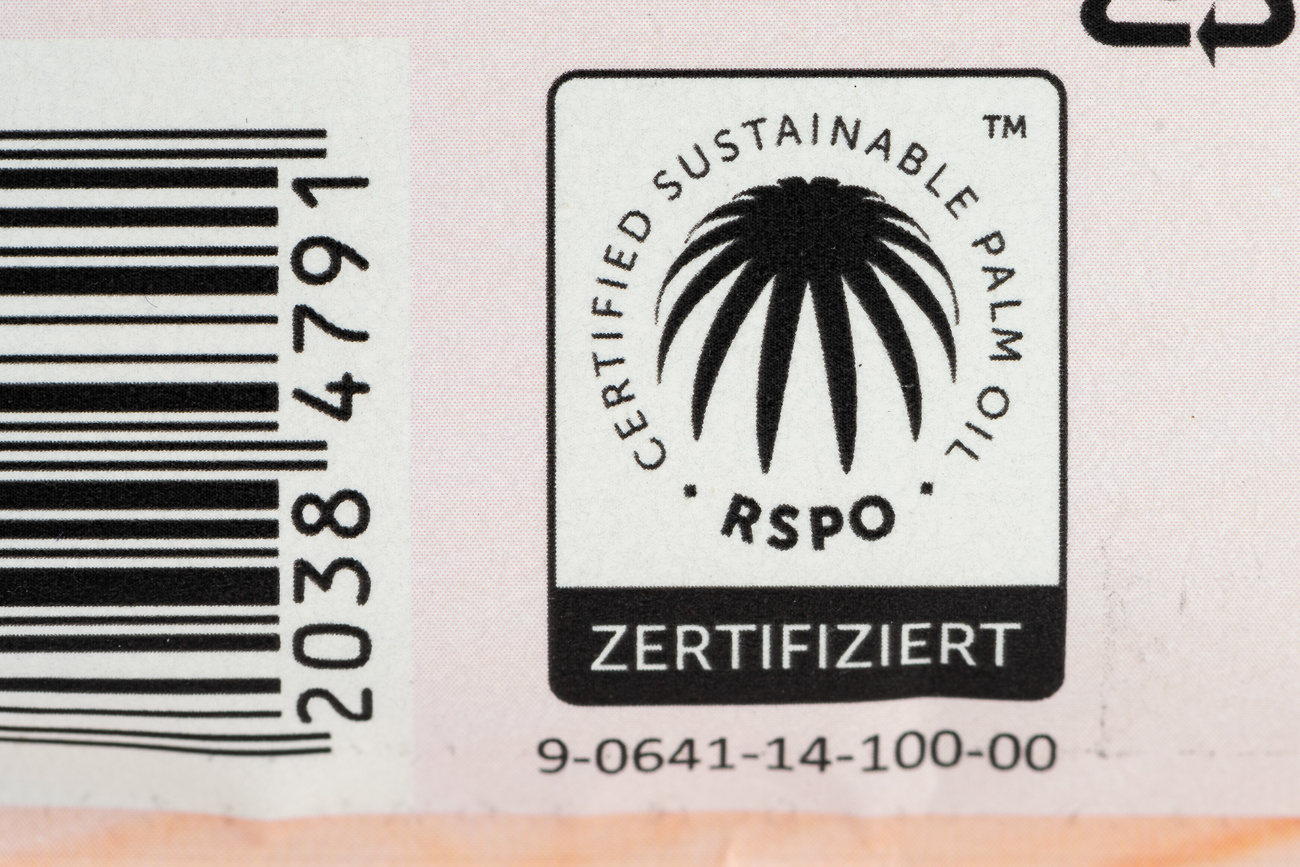 2038 4791
CERTIFIED SUSTAINABLE PALM OIL
TM
· RSPO ·
ZERTIFIZIERT
9-0641-14-100-00